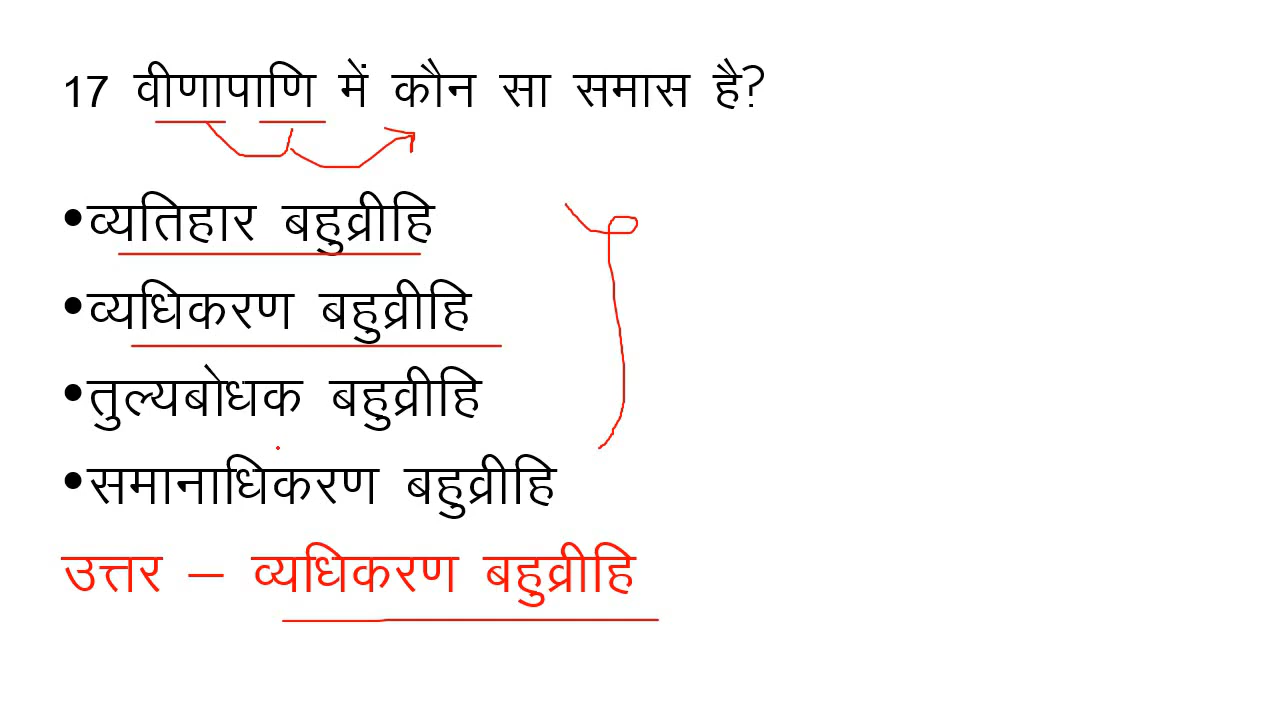 17 वीणापाणि में कौन सा समास है?
•व्यतिहार बहुव्रीहि
•व्यधिकरण बहुव्रीहि
•तुल्यबोधक बहुव्रीहि
•समानाधिकरण बहुव्रीहि
उत्तर – व्यधिकरण बहुव्रीहि